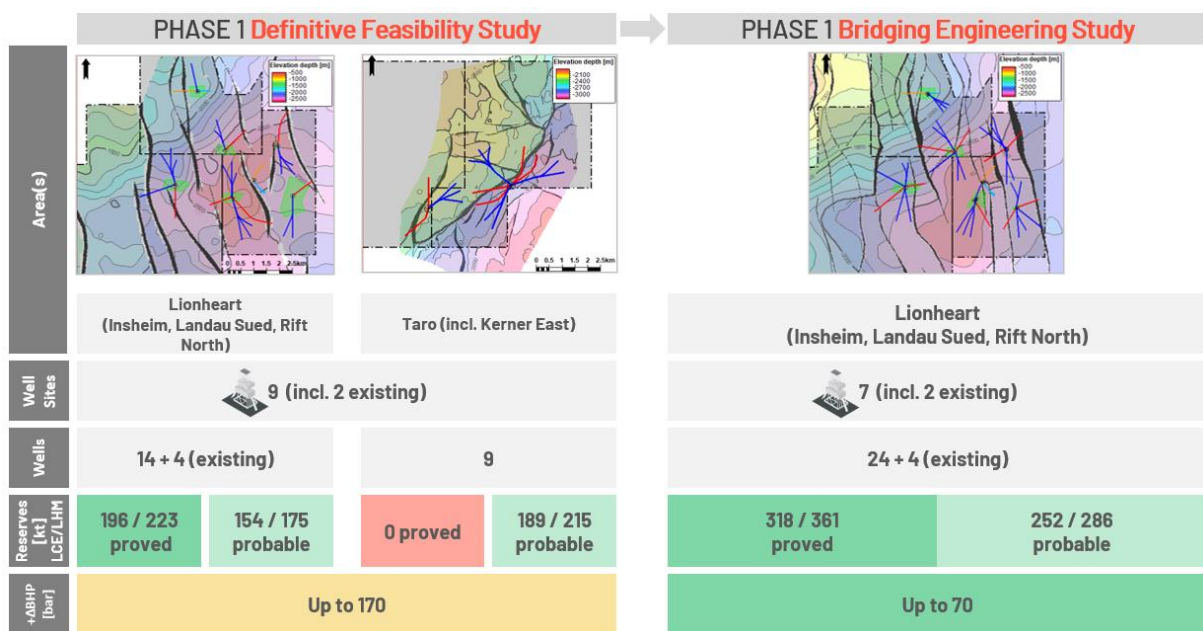 PHASE 1 Definitive Feasibility Study
PHASE 1 Bridging Engineering Study
Area(s)
Elevation depth [m]
-500
-1000
-1500
-2000
-2500
0 0.5 1 1.5 2 2.5km
Elevation depth [m]
-2100
-2400
-2700
-3000
0 0.5 1 1.5 2 2.5km
Elevation depth [m]
-500
-1000
-1500
-2000
-2500
Lionheart
(Insheim, Landau Sued, Rift
North)
Taro (incl. Kerner East)
Lionheart
(Insheim, Landau Sued, Rift North)
Well
Sites
9 (incl. 2 existing)
7 (incl. 2 existing)
Wells
14 + 4 (existing)
9
24 + 4 (existing)
Reserves
[kt]
LCE/LHM
196 / 223
proved
154 / 175
probable
0 proved
189 / 215
probable
318 / 361
proved
252 / 286
probable
+ΔBHP
[bar]
Up to 170
Up to 70